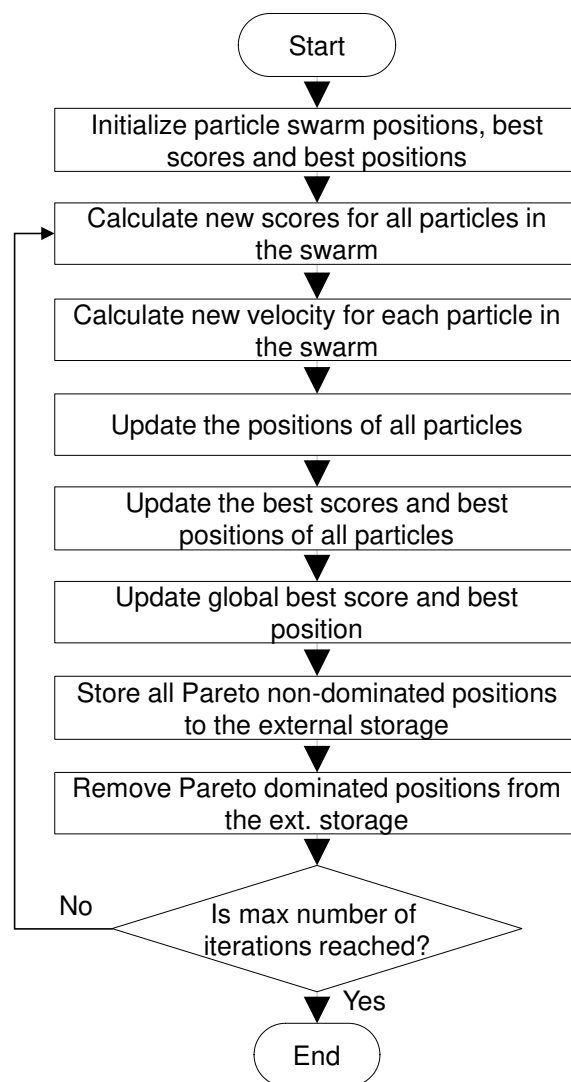 Start
Initialize particle swarm positions, best
scores and best positions
Calculate new scores for all particles in
the swarm
Calculate new velocity for each particle in
the swarm
Update the positions of all particles
Update the best scores and best
positions of all particles
Update global best score and best
position
Store all Pareto non-dominated positions
to the external storage
Remove Pareto dominated positions from
the ext. storage
No
Is max number of
iterations reached?
Yes
End